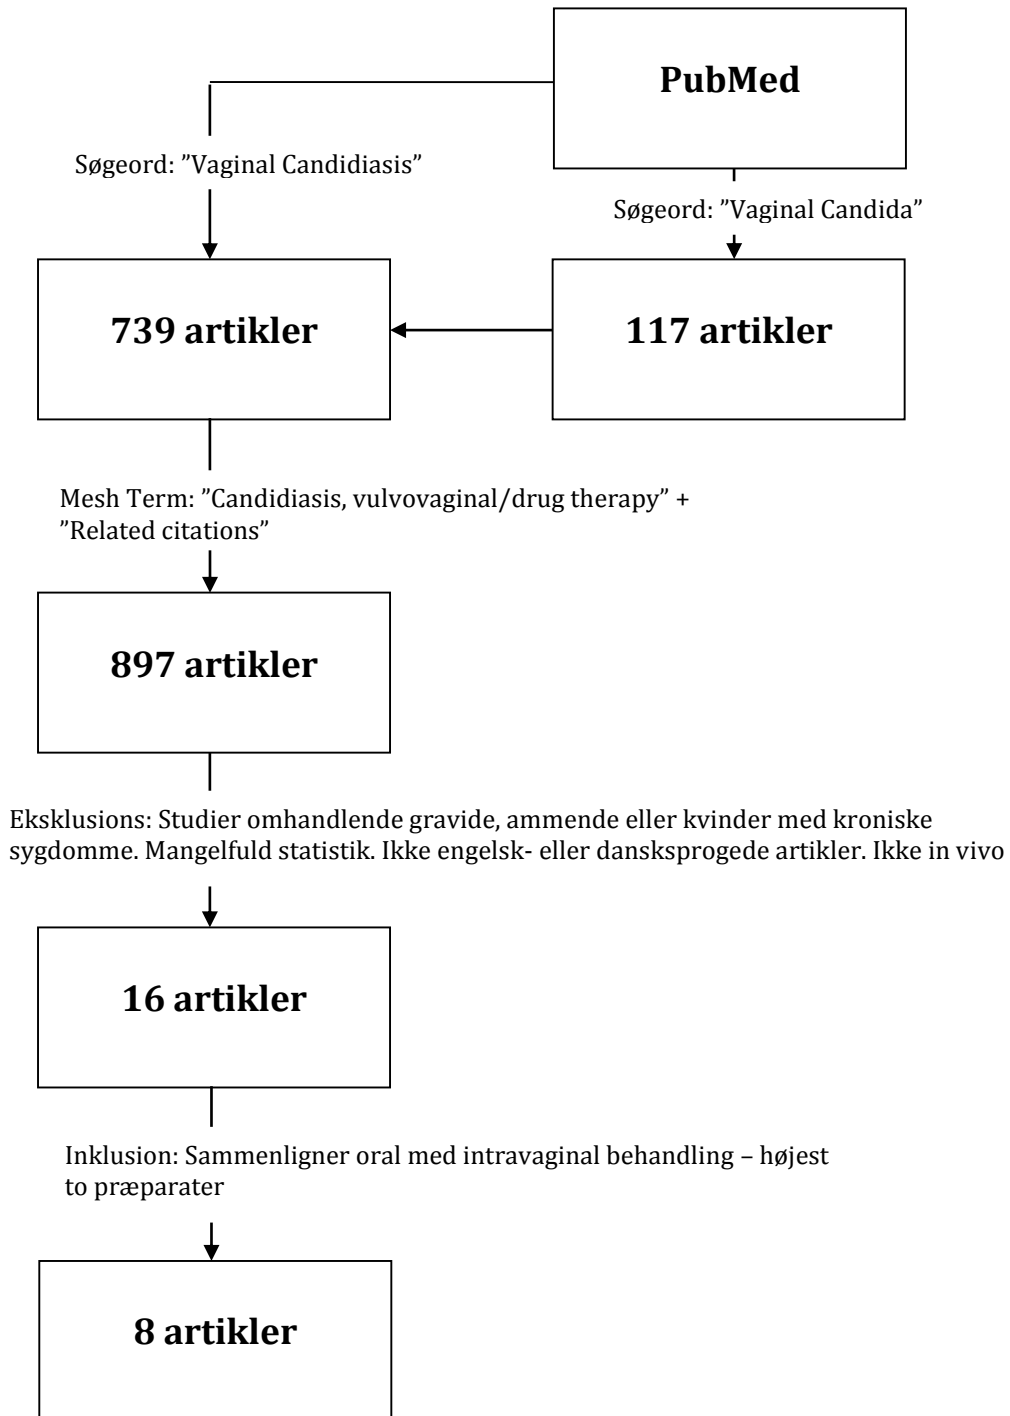 PubMed
Søgeord: ”Vaginal Candidiasis”
Søgeord: ”Vaginal Candida”
739 artikler
117 artikler
Mesh Term: ”Candidiasis, vulvovaginal/drug therapy” +
”Related citations”
897 artikler
Eksklusions: Studier omhandlende gravide, ammende eller kvinder med kroniske
sygdomme. Mangelfuld statistik. Ikke engelsk- eller dansksprogede artikler. Ikke in vivo
16 artikler
Inklusion: Sammenligner oral med intravaginal behandling – højest
to præparater
8 artikler